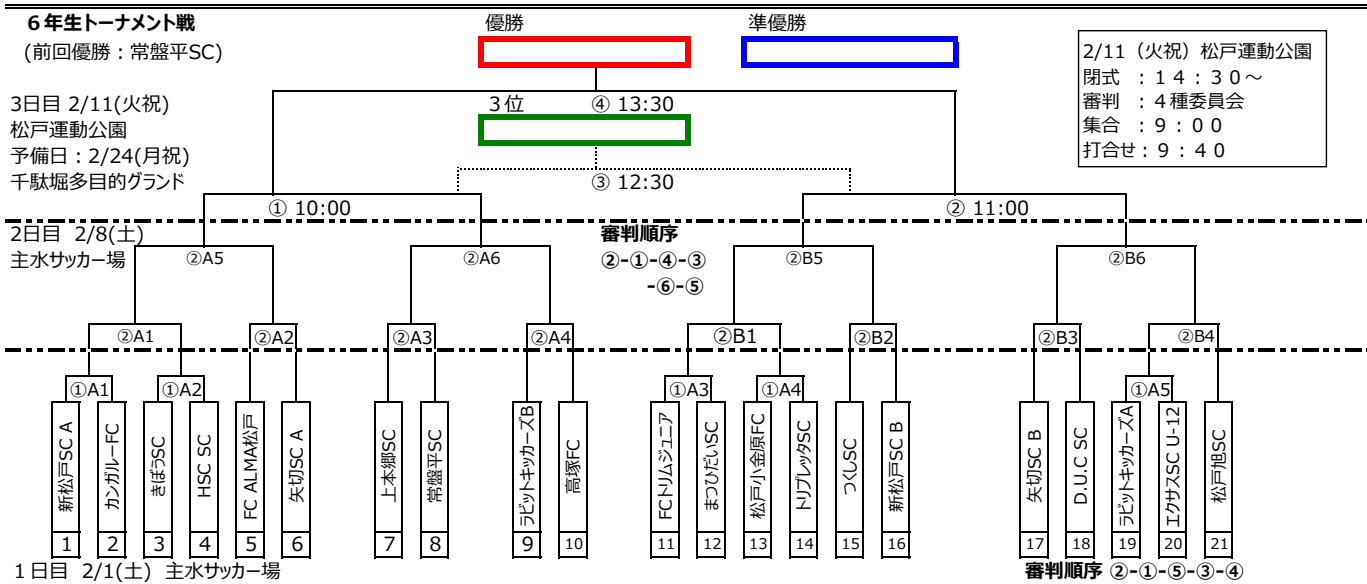 ６年生トーナメント戦
(前回優勝：常盤平SC)
優勝
準優勝
2/11（火祝）松戸運動公園
閉式 ：１４：３０～
審判 ：４種委員会
集合 ：９：００
打合せ：９：４０
3日目 2/11(火祝)
松戸運動公園
予備日：2/24(月祝)
千駄堀多目的グランド
３位
④ 13:30
③ 12:30
① 10:00
② 11:00
2日目 2/8(土)
主水サッカー場
②A5
②A6
審判順序
②-①-④-③
-⑥-⑤
②B5
②B6
②A1
②A2
②A3
②A4
②B1
②B2
②B3
②B4
①A1
①A2
①A3
①A4
①A5
新松戸SC A
カンガルーFC
きぼうSC
HSC SC
FC ALMA松戸
矢切SC A
上本郷SC
常盤平SC
ラビットキッカーズB
高塚FC
FCトリムジュニア
まつひだいSC
松戸小金原FC
トリプレッタSC
つくしSC
新松戸SC B
矢切SC B
D.U.C SC
ラビットキッカーズA
エクサスSC U-12
松戸旭SC
1 2 3 4 5 6 7 8 9 10 11 12 13 14 15 16 17 18 19 20 21
１日目 2/1(土) 主水サッカー場
審判順序 ②-①-⑤-③-④